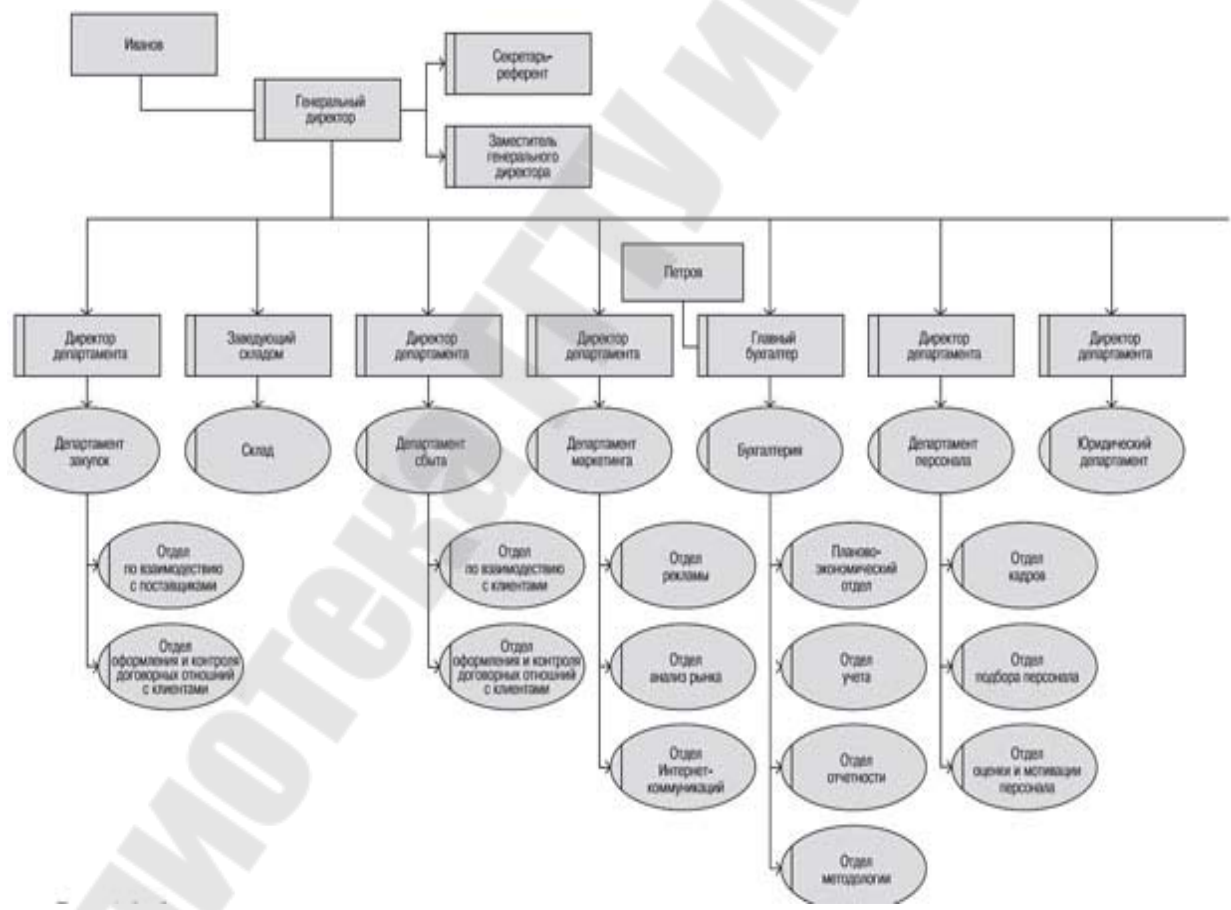 Иванов
Секретарь-
референт
Генеральный
директор
Заместитель
генерального
директора
Петров
Директор
департамента
Заведующий
складом
Директор
департамента
Директор
департамента
Главный
бухгалтер
Директор
департамента
Директор
департамента
Департамент
закупок
Склад
Департамент
сбыта
Департамент
маркетинга
Бухгалтерия
Департамент
персонала
Юридический
департамент
Отдел
по взаимодествию
с поставщиками
Отдел
по взаимодествию
с клиентами
Отдел
рекламы
Планово-
экономический
отдел
Отдел
кадров
Отдел
оформления и контроля
договорных отношний
с клиентами
Отдел
оформления и контроля
договорных отношний
с клиентами
Отдел
анализ рынка
Отдел
учета
Отдел
подбора персонала
Отдел
Интернет-
коммуникаций
Отдел
отчетности
Отдел
оценки и мотивации
персонала
Отдел
методологии